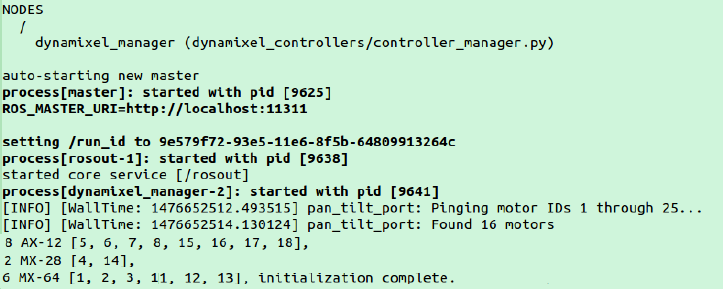 NODES
/
dynamixel_manager (dynamixel_controllers/controller_manager.py)
auto-starting new master
process[master]: started with pid [9625]
ROS_MASTER_URI=http://localhost:11311
setting /run_id to 9e579f72-93e5-11e6-8f5b-64809913264c
process[rosout-1]: started with pid [9638]
started core service [/rosout]
process[dynamixel_manager-2]: started with pid [9641]
[INFO] [WallTime: 1476652512.493515] pan_tilt_port: Pinging motor IDs 1 through 25...
[INFO] [WallTime: 1476652514.130124] pan_tilt_port: Found 16 motors
8 AX-12 [5, 6, 7, 8, 15, 16, 17, 18],
2 MX-28 [4, 14],
6 MX-64 [1, 2, 3, 11, 12, 13], initialization complete.